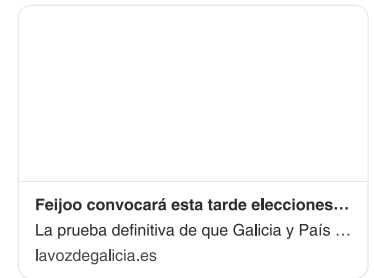 Feijoo convocará esta tarde elecciones...
La prueba definitiva de que Galicia y País ...
lavozdegalicia.es